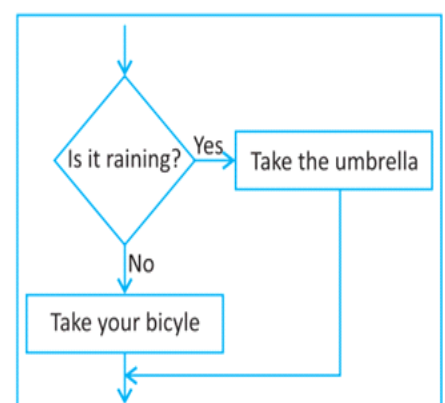 Is it raining?
Yes
Take the umbrella
No
Take your bicyle